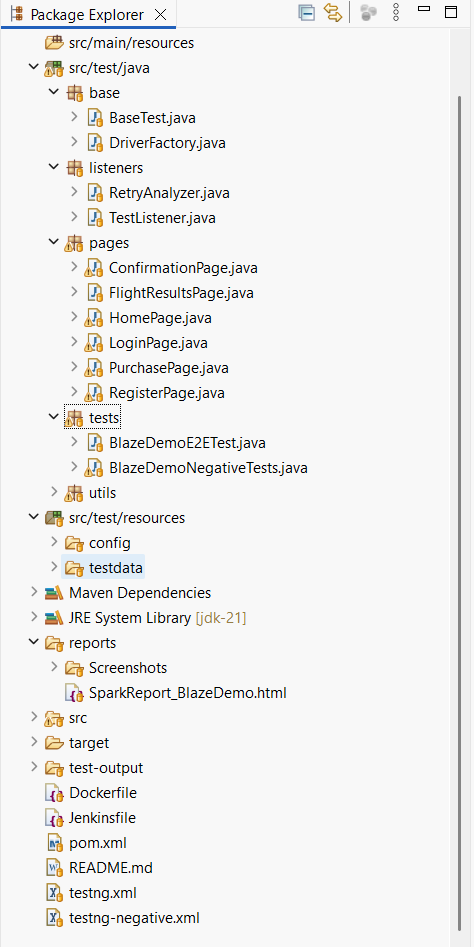 Package Explorer
src/main/resources
src/test/java
base
BaseTest.java
DriverFactory.java
listeners
RetryAnalyzer.java
TestListener.java
pages
ConfirmationPage.java
FlightResultsPage.java
HomePage.java
LoginPage.java
PurchasePage.java
RegisterPage.java
tests
BlazeDemoE2ETest.java
BlazeDemoNegativeTests.java
utils
src/test/resources
config
testdata
Maven Dependencies
JRE System Library [jdk-21]
reports
Screenshots
SparkReport_BlazeDemo.html
src
target
test-output
Dockerfile
Jenkinsfile
pom.xml
README.md
testng.xml
testng-negative.xml